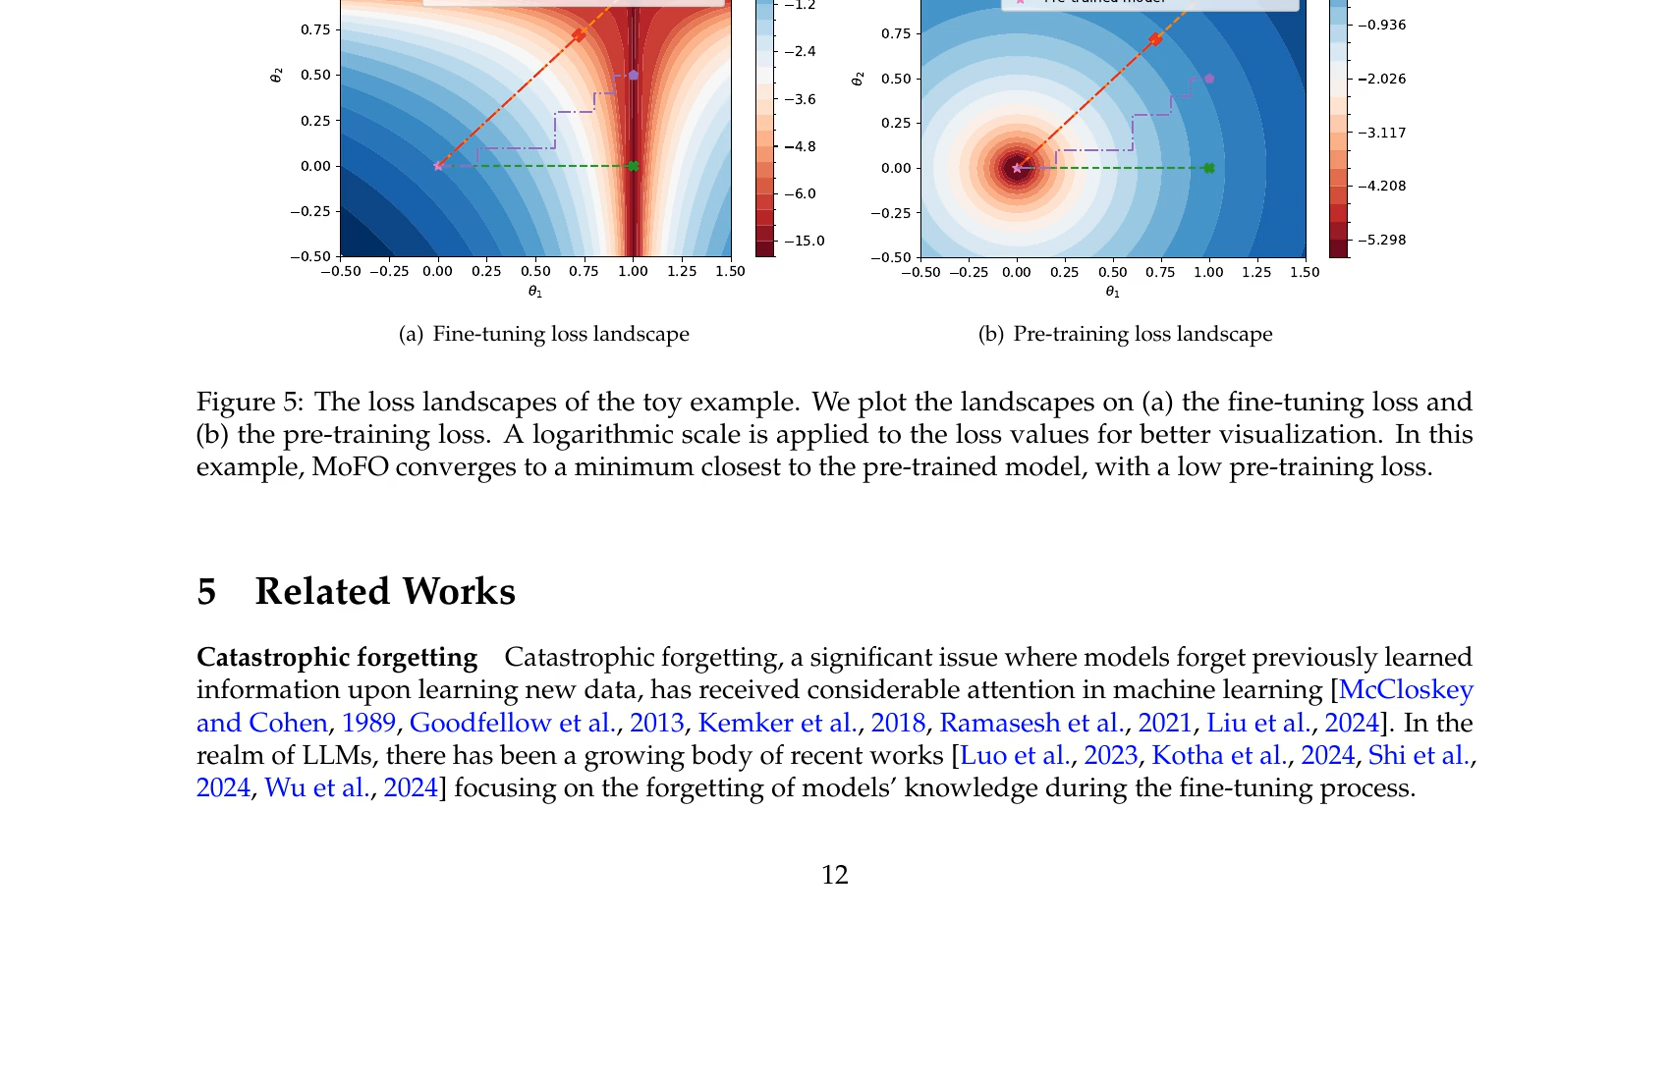 −1.2
0.75
−2.4
0.50
θ2
−3.6
0.25
−4.8
0.00
−6.0
−0.25
−15.0
−0.50
−0.50 −0.25 0.00 0.25 0.50 0.75 1.00 1.25 1.50
θ1
Pre-trained model
−0.936
0.75
−2.026
0.50
θ2
0.25
−3.117
0.00
−4.208
−0.25
−5.298
−0.50
−0.50 −0.25 0.00 0.25 0.50 0.75 1.00 1.25 1.50
θ1
(a) Fine-tuning loss landscape
(b) Pre-training loss landscape
Figure 5: The loss landscapes of the toy example. We plot the landscapes on (a) the fine-tuning loss and
(b) the pre-training loss. A logarithmic scale is applied to the loss values for better visualization. In this
example, MoFO converges to a minimum closest to the pre-trained model, with a low pre-training loss.
5 Related Works
Catastrophic forgetting Catastrophic forgetting, a significant issue where models forget previously learned
information upon learning new data, has received considerable attention in machine learning [McCloskey
and Cohen, 1989, Goodfellow et al., 2013, Kemker et al., 2018, Ramasesh et al., 2021, Liu et al., 2024]. In the
realm of LLMs, there has been a growing body of recent works [Luo et al., 2023, Kotha et al., 2024, Shi et al.,
2024, Wu et al., 2024] focusing on the forgetting of models’ knowledge during the fine-tuning process.
12